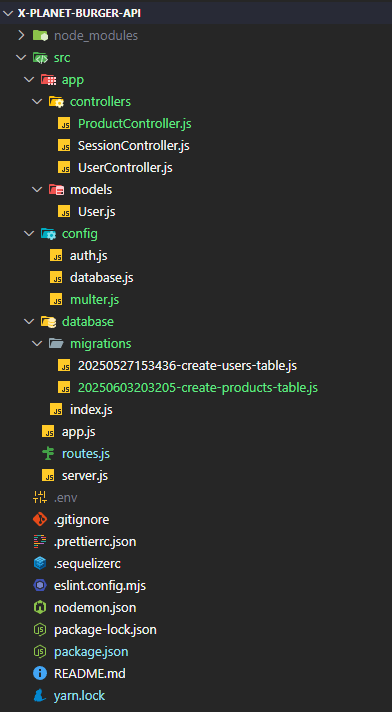 X-PLANET-BURGER-API
node_modules
src
app
controllers
JS ProductController.js
JS SessionController.js
JS UserController.js
models
JS User.js
config
JS auth.js
JS database.js
JS multer.js
database
migrations
JS 20250527153436-create-users-table.js
JS 20250603203205-create-products-table.js
JS index.js
JS app.js
routes.js
JS server.js
.env
.gitignore
.prettierrc.json
.sequelizerc
eslint.config.mjs
nodemon.json
package-lock.json
package.json
README.md
yarn.lock